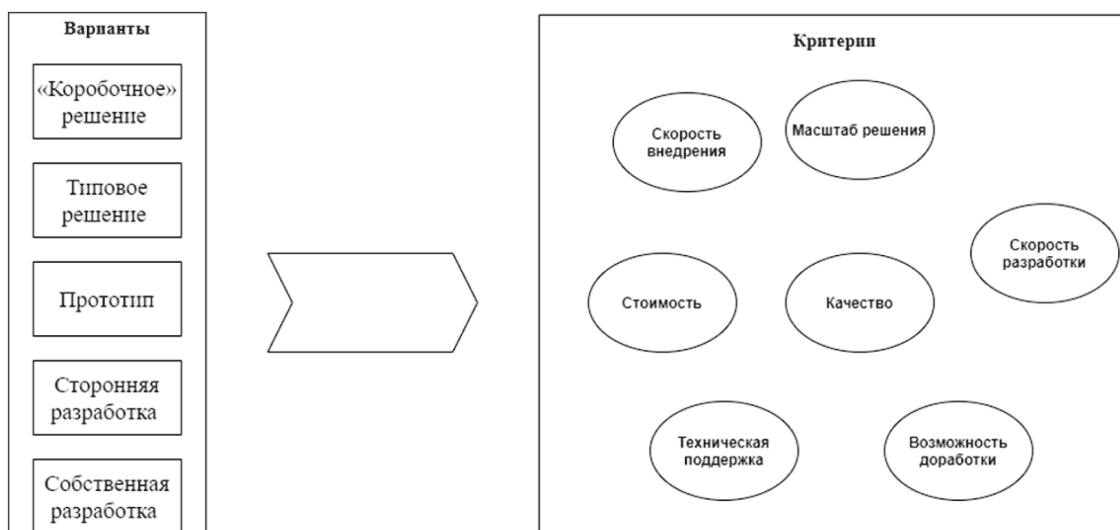 Варианты
«Коробочное»
решение
Типовое
решение
Прототип
Сторонняя
разработка
Собственная
разработка
Критерии
Скорость
внедрения
Масштаб решения
Скорость
разработки
Стоимость
Качество
Техническая
поддержка
Возможность
доработки